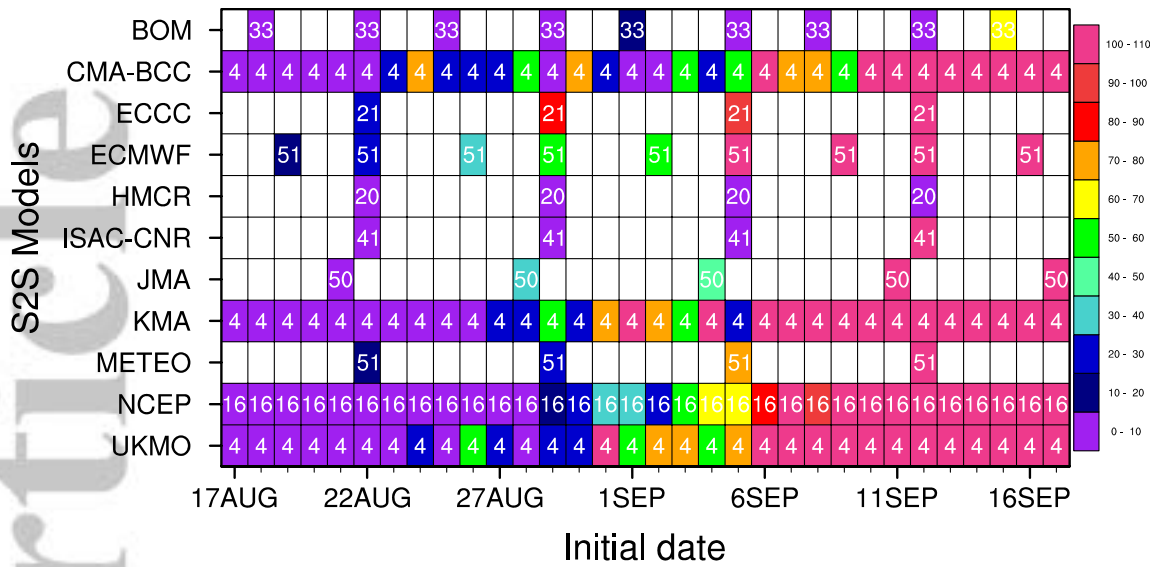 BOM 33 33 33 33 33 33 33 33 33
CMA-BCC 4 4 4 4 4 4 4 4 4 4 4 4 4 4 4 4 4 4 4 4 4 4 4 4 4 4 4 4 4 4 4 4
ECCC 21 21 21 21
ECMWF 51 51 51 51 51 51 51 51 51
HMCR 20 20 20 20
ISAC-CNR 41 41 41 41
JMA 50 50 50 50 50
KMA 4 4 4 4 4 4 4 4 4 4 4 4 4 4 4 4 4 4 4 4 4 4 4 4 4 4 4 4 4 4 4 4
METEO 51 51 51 51
NCEP 16 16 16 16 16 16 16 16 16 16 16 16 16 16 16 16 16 16 16 16 16 16 16 16 16 16 16 16 16 16 16 16
UKMO 4 4 4 4 4 4 4 4 4 4 4 4 4 4 4 4 4 4 4 4 4 4 4 4 4 4 4 4 4 4 4 4
17AUG 22AUG 27AUG 1SEP 6SEP 11SEP 16SEP
Initial date
S2S Models
rticle
100 - 110
90 - 100
80 - 90
70 - 80
60 - 70
50 - 60
40 - 50
30 - 40
20 - 30
10 - 20
0 - 10